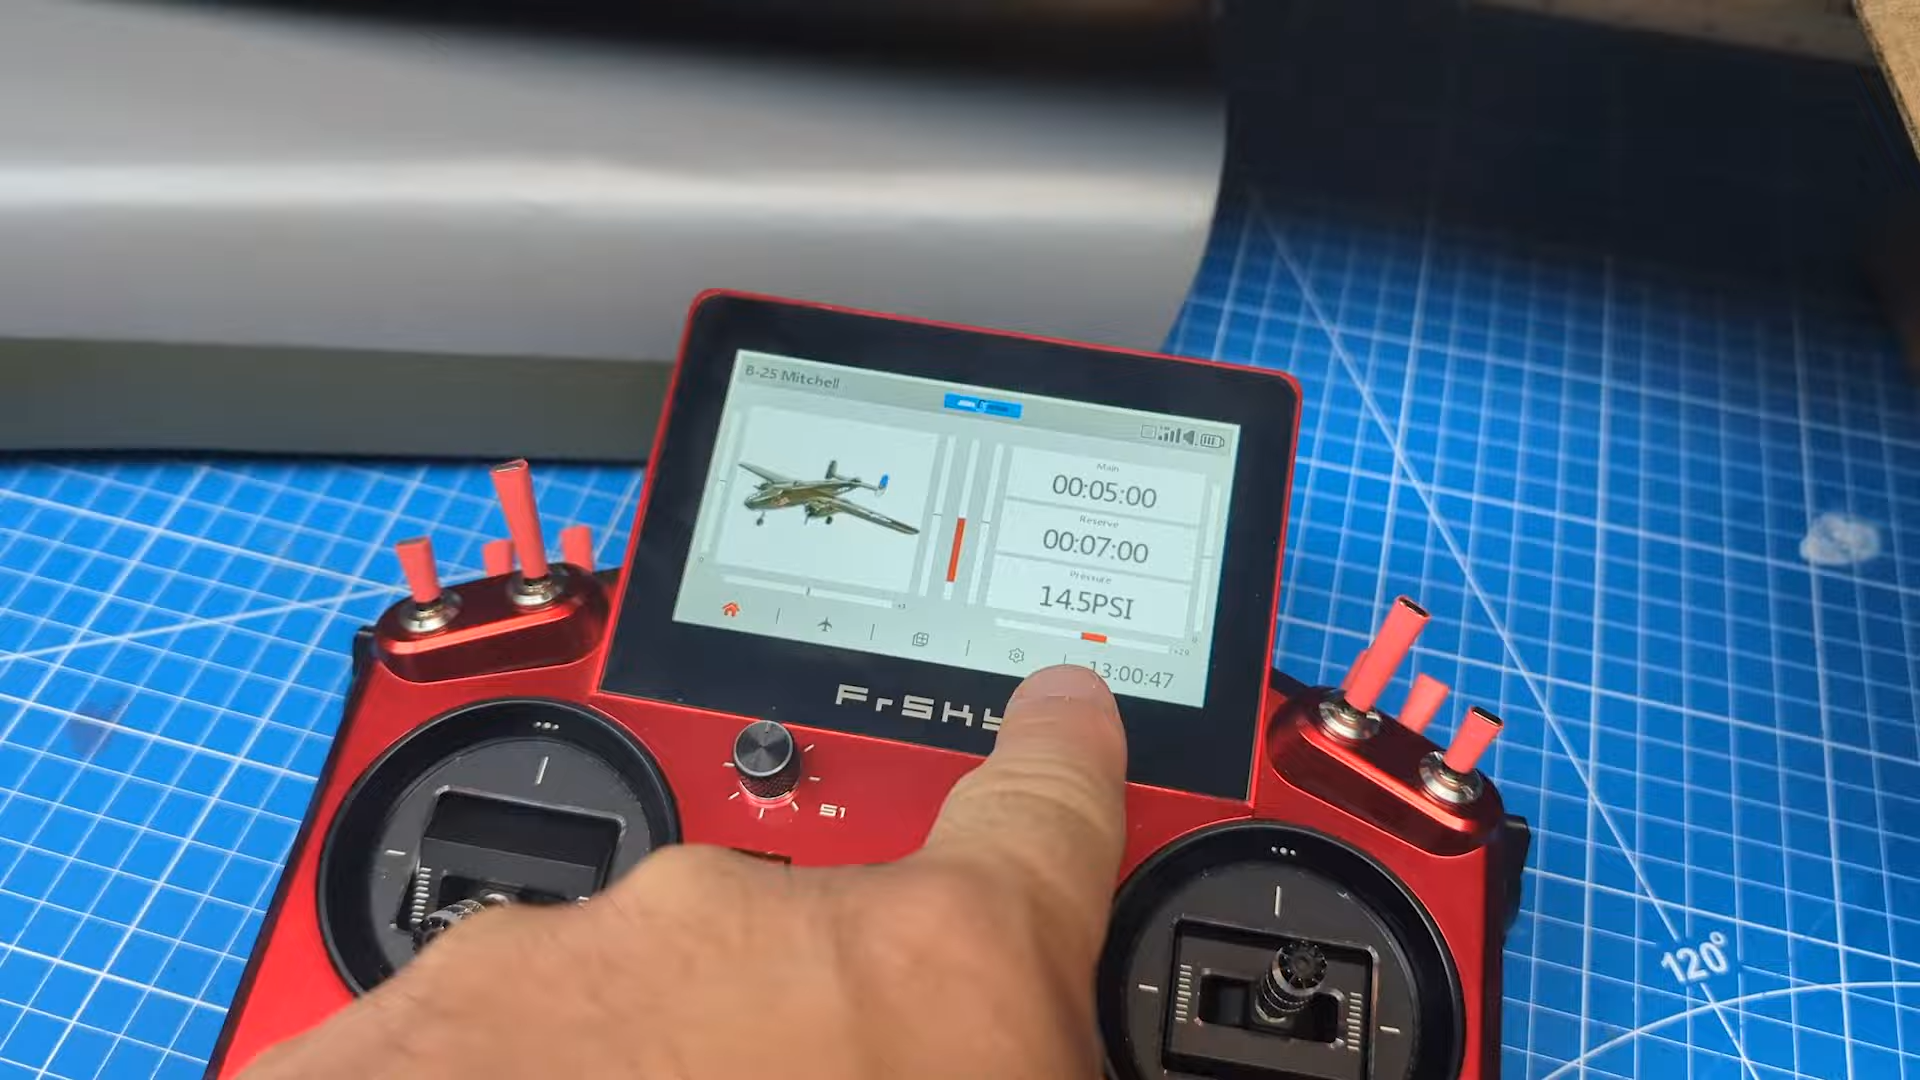 B-25 Mitchell
Main
00:05:00
Reserve
00:07:00
Pressure
14.5PSI
+29
13:00:47
FrSKY
S1
120°